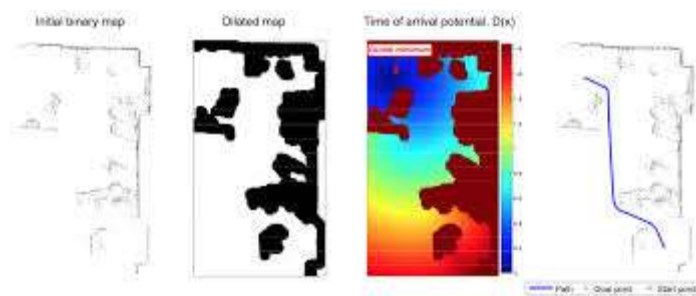 Initial binary map
Dilated map
Time of arrival potential. D(x)
Global minimum
Path
Goal point
Start point